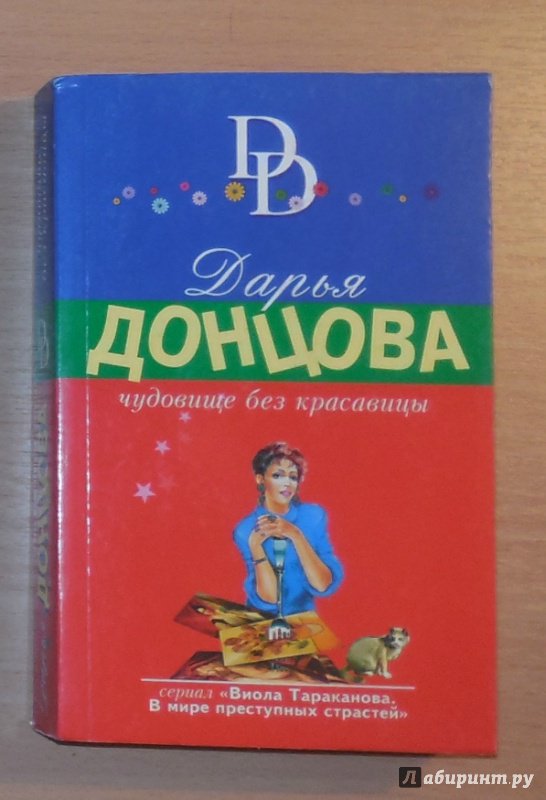 DD
Дарья
ДОНЦОВА
чудовище без красавицы
сериал «Виола Тараканова.
В мире преступных страстей»
Лабиринт.ру